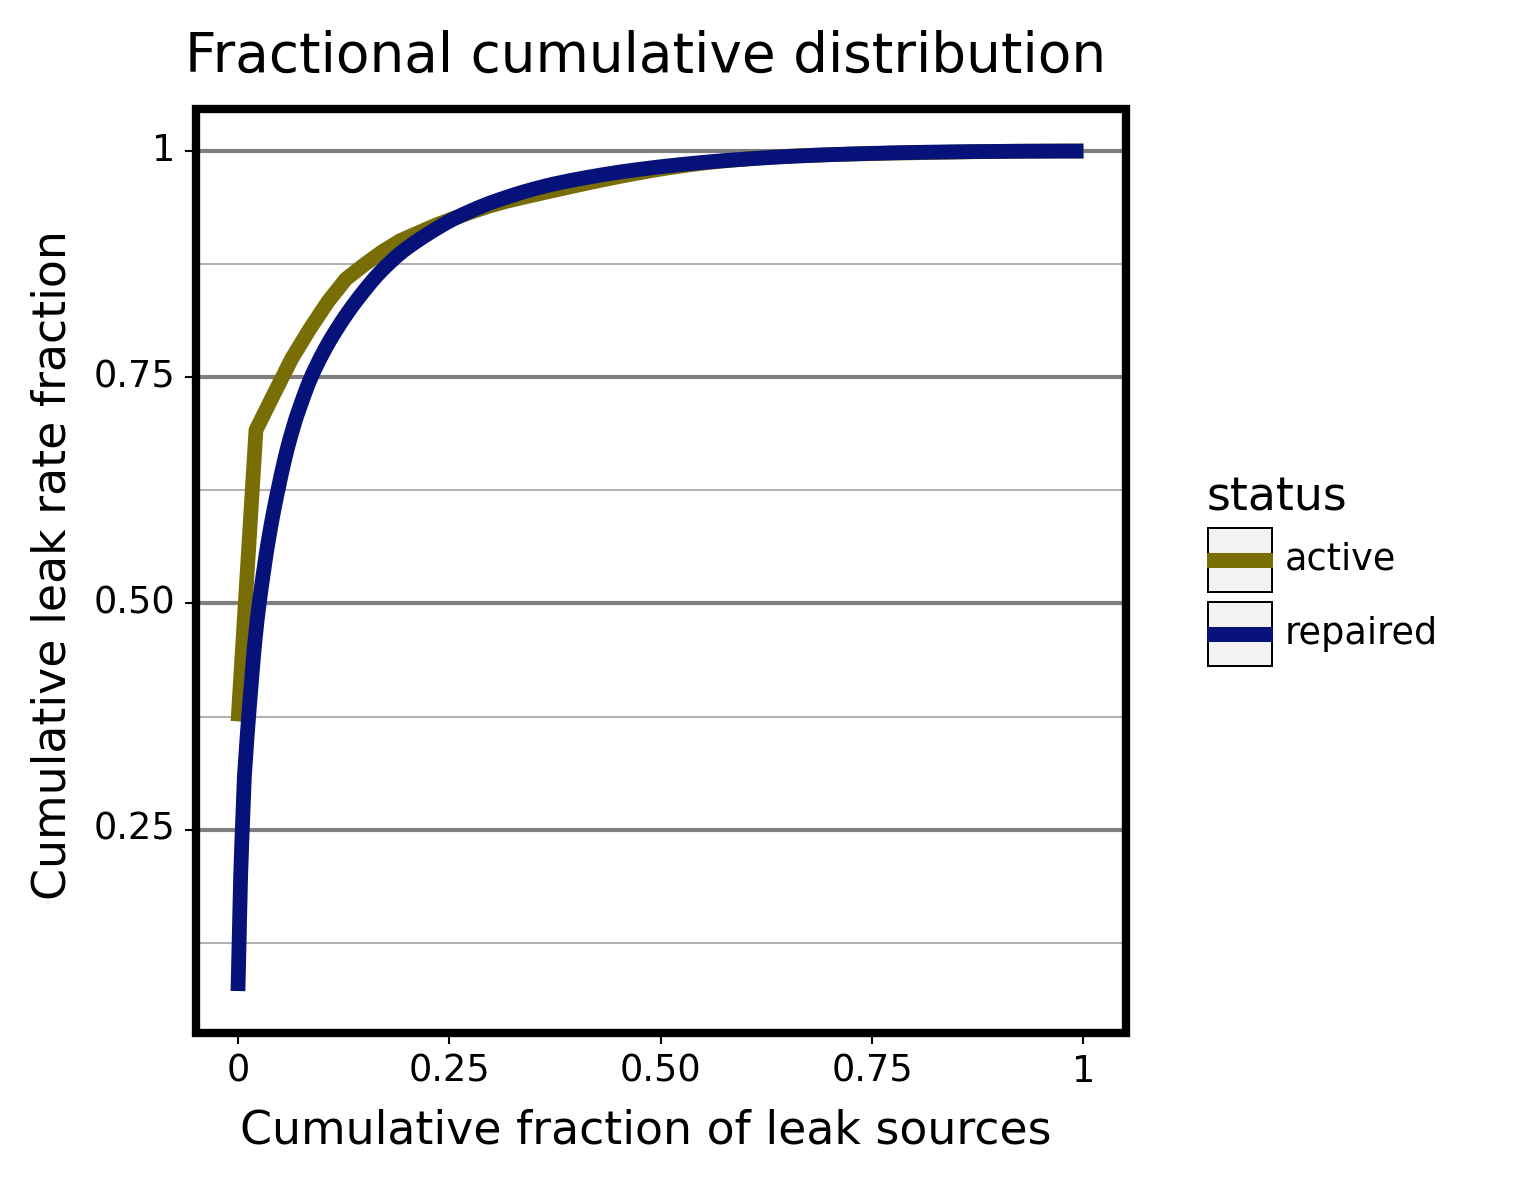 Fractional cumulative distribution
Cumulative leak rate fraction
1
0.75
0.50
0.25
0 0.25 0.50 0.75 1
Cumulative fraction of leak sources
status
active
repaired